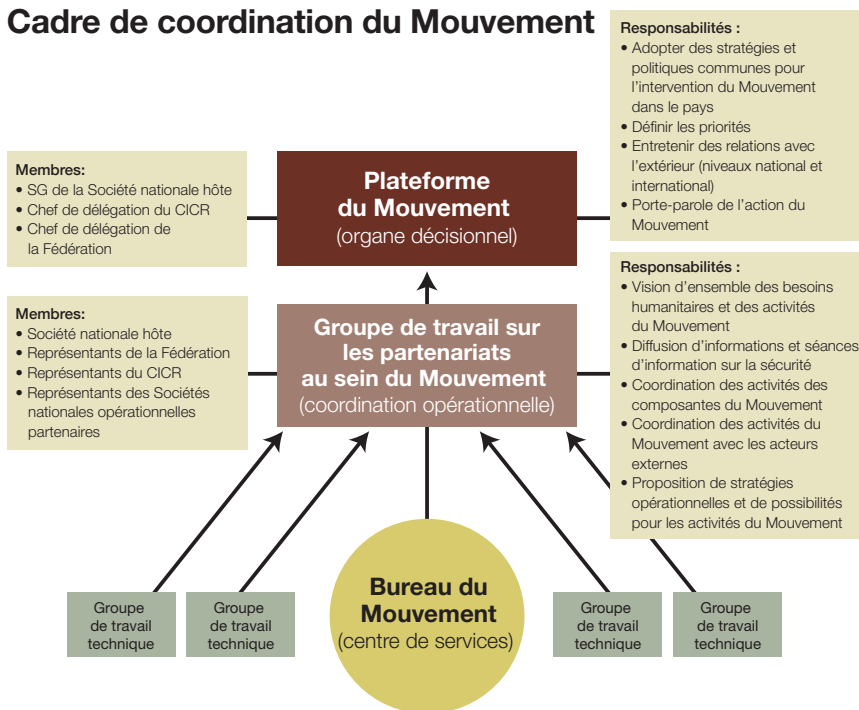 Cadre de coordination du Mouvement
Responsabilités :
• Adopter des stratégies et
politiques communes pour
l'intervention du Mouvement
dans le pays
• Définir les priorités
• Entretenir des relations avec
l'extérieur (niveaux national et
international)
• Porte-parole de l'action du
Mouvement
Membres:
• SG de la Société nationale hôte
• Chef de délégation du CICR
• Chef de délégation de
la Fédération
Plateforme
du Mouvement
(organe décisionnel)
Membres:
• Société nationale hôte
• Représentants de la Fédération
• Représentants du CICR
• Représentants des Sociétés
nationales opérationnelles
partenaires
Groupe de travail sur
les partenariats
au sein du Mouvement
(coordination opérationnelle)
Responsabilités :
• Vision d'ensemble des besoins
humanitaires et des activités
du Mouvement
• Diffusion d'informations et séances
d'information sur la sécurité
• Coordination des activités des
composantes du Mouvement
• Coordination des activités du
Mouvement avec les acteurs
externes
• Proposition de stratégies
opérationnelles et de possibilités
pour les activités du Mouvement
Groupe
de travail
technique
Groupe
de travail
technique
Bureau du
Mouvement
(centre de services)
Groupe
de travail
technique
Groupe
de travail
technique